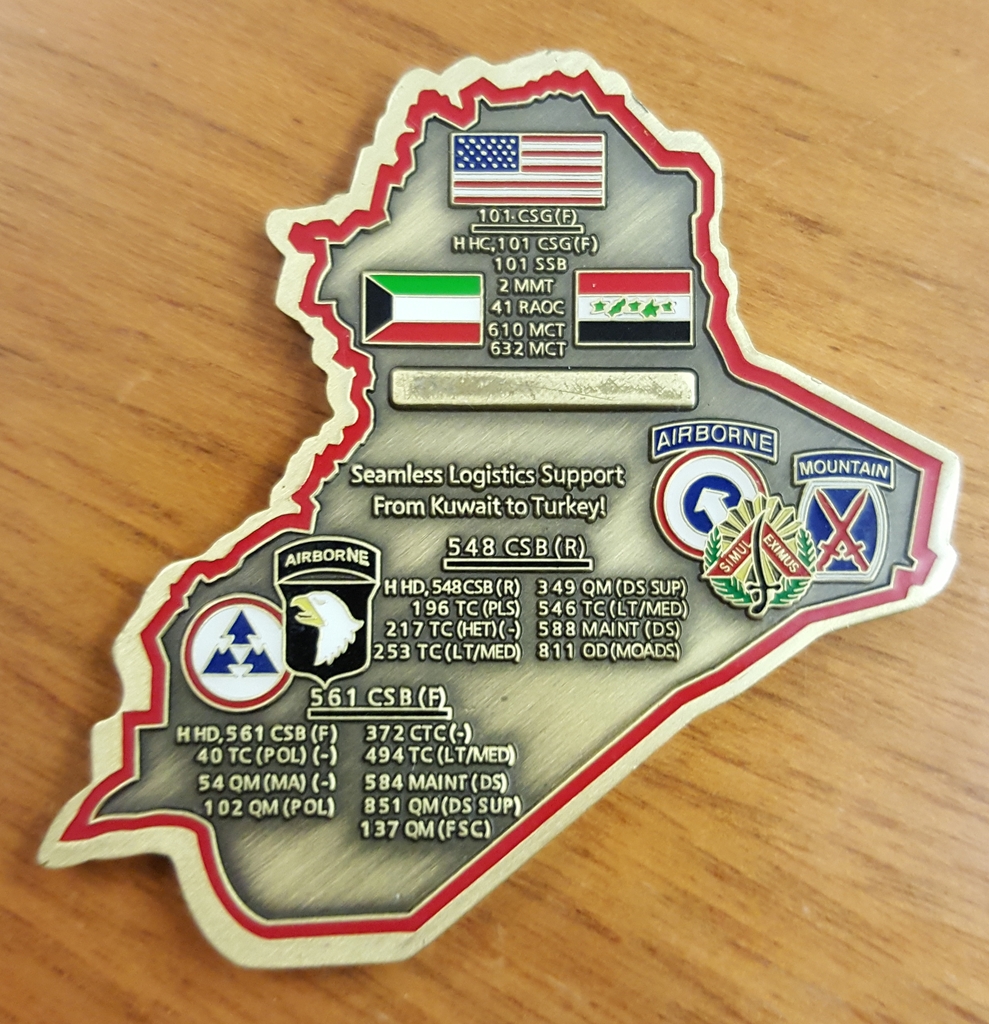 101 CSG(F)
HHC,101 CSG(F)
101 SSB
2 MMT
41 RAOC
610 MCT
632 MCT
AIRBORNE
MOUNTAIN
Seamless Logistics Support
From Kuwait to Turkey!
SIMUL EXIMUS
548 CSB (R)
HHD,548CSB (R) 349 QM (DS SUP)
196 TC (PLS) 546 TC (LT/MED)
217 TC (HET) (-) 588 MAINT (DS)
253 TC (LT/MED) 811 OD (MOADS)
AIRBORNE
561 CSB (F)
HHD,561 CSB (F) 372 CTC (-)
40 TC (POL) (-) 494 TC (LT/MED)
54 QM (MA) (-) 584 MAINT (DS)
102 QM (POL) 851 QM (DS SUP)
137 QM (FSC)